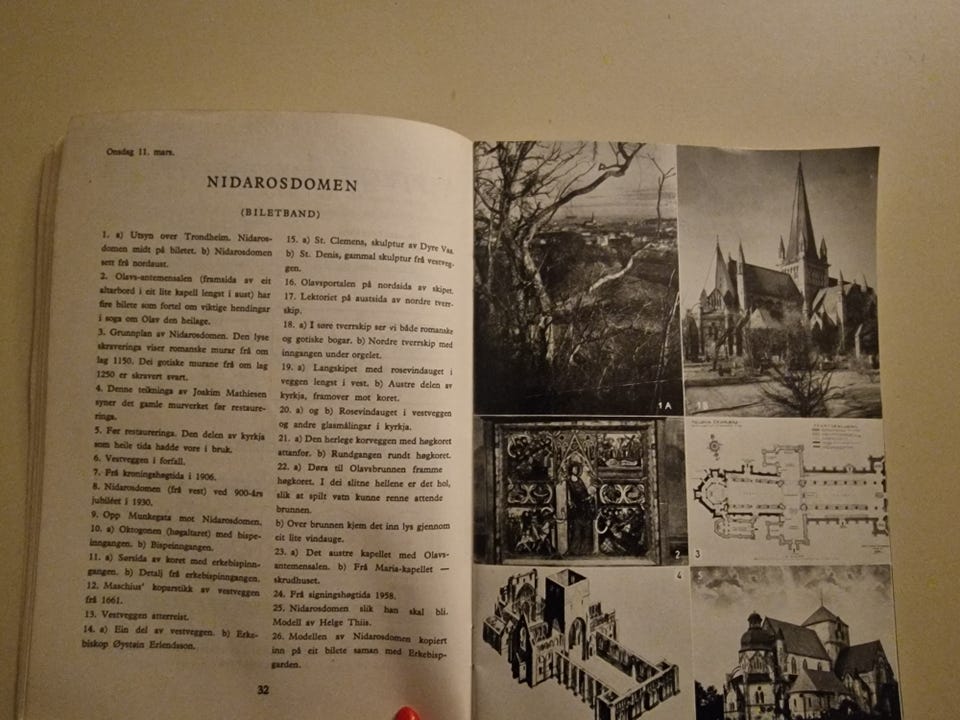 Onsdag 11. mars.
NIDAROSDOMEN
(BILETBAND)
1. a) Utsyn over Trondheim. Nidaros-
domen midt på biletet. b) Nidarosdomen
sett frå nordaust.
2. Olavs-antemensalen (framsida av eit
altarbord i eit lite kapell lengst i aust) har
fire bilete som fortel om viktige hendingar
i soga om Olav den heilage.
3. Grunnplan av Nidarosdomen. Den lyse
skraveringa viser romanske murar frå om
lag 1150. Dei gotiske murane frå om lag
1250 er skravert svart.
4. Denne teikninga av Joakim Mathiesen
syner det gamle murverket før restaure-
ringa.
5. Før restaureringa. Den delen av kyrkja
som heile tida hadde vore i bruk.
6. Vestveggen i forfall.
7. Frå kroningshøgtida i 1906.
8. Nidarosdomen (frå vest) ved 900-års
jubiléet i 1930.
9. Opp Munkegata mot Nidarosdomen.
10. a) Oktogonen (høgaltaret) med bispe-
inngangen. b) Bispeinngangen.
11. a) Sørsida av koret med erkebispinn-
gangen. b) Detalj frå erkebispinngangen.
12. Maschius' koparstikk av vestveggen
frå 1661.
13. Vestveggen atterreist.
14. a) Ein del av vestveggen. b) Erke-
biskop Øystein Erlendsson.
15. a) St. Clemens, skulptur av Dyre Vaa.
b) St. Denis, gammal skulptur frå vestveg-
gen.
16. Olavsportalen på nordsida av skipet.
17. Lektoriet på austsida av nordre tverr-
skip.
18. a) I søre tverrskip ser vi både romanske
og gotiske bogar. b) Nordre tverrskip med
inngangen under orgelet.
19. a) Langskipet med rosevindauget i
veggen lengst i vest. b) Austre delen av
kyrkja, framover mot koret.
20. a) og b) Rosevindauget i vestveggen
og andre glasmålingar i kyrkja.
21. a) Den herlege korveggen med høgkoret
attanfor. b) Rundgangen rundt høgkoret.
22. a) Døra til Olavsbrunnen framme i
høgkoret. I dei slitne hellene er det hol,
slik at spilt vatn kunne renne attende i
brunnen.
b) Over brunnen kjem det inn lys gjennom
eit lite vindauge.
23. a) Det austre kapellet med Olavs-
antemensalen. b) Frå Maria-kapellet —
skrudhuset.
24. Frå signingshøgtida 1958.
25. Nidarosdomen slik han skal bli.
Modell av Helge Thiis.
26. Modellen av Nidarosdomen kopiert
inn på eit bilete saman med Erkebisp-
garden.
32
1A
1B
2
3
4
5